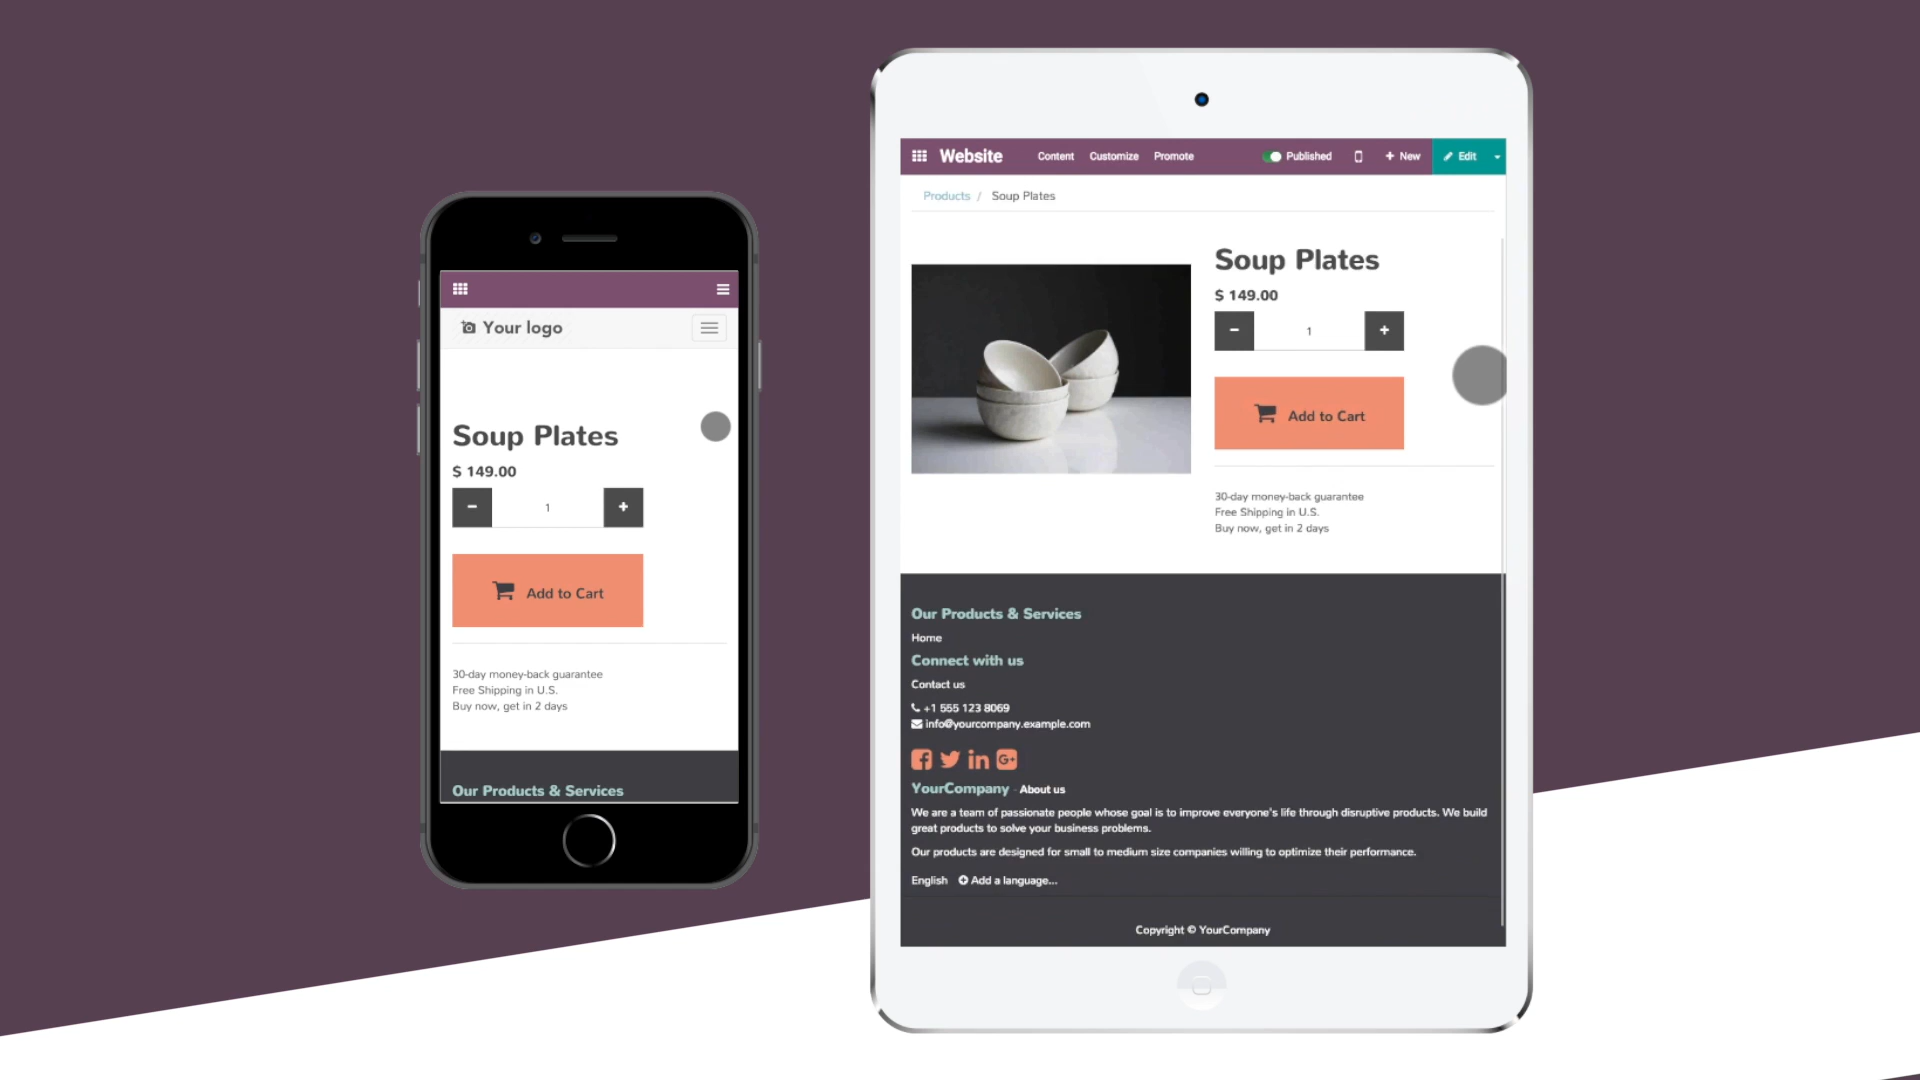 Your logo
Soup Plates
$ 149.00
1
Add to Cart
30-day money-back guarantee
Free Shipping in U.S.
Buy now, get in 2 days
Our Products & Services
Website Content Customize Promote Published New Edit
Products / Soup Plates
Soup Plates
$ 149.00
1
Add to Cart
30-day money-back guarantee
Free Shipping in U.S.
Buy now, get in 2 days
Our Products & Services
Home
Connect with us
Contact us
+1 555 123 8069
info@yourcompany.example.com
YourCompany - About us
We are a team of passionate people whose goal is to improve everyone's life through disruptive products. We build
great products to solve your business problems.
Our products are designed for small to medium size companies willing to optimize their performance.
English Add a language...
Copyright © YourCompany